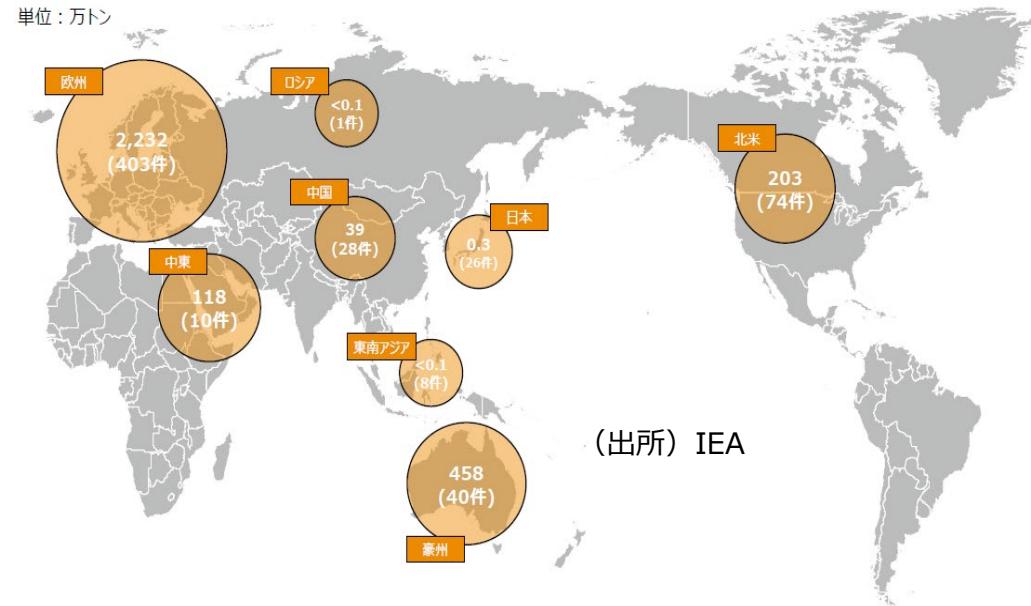 単位：万トン
欧州
2,232
(403件)
ロシア
<0.1
(1件)
中国
39
(28件)
日本
0.3
(26件)
北米
203
(74件)
中東
118
(10件)
東南アジア
<0.1
(8件)
豪州
458
(40件)
（出所）IEA